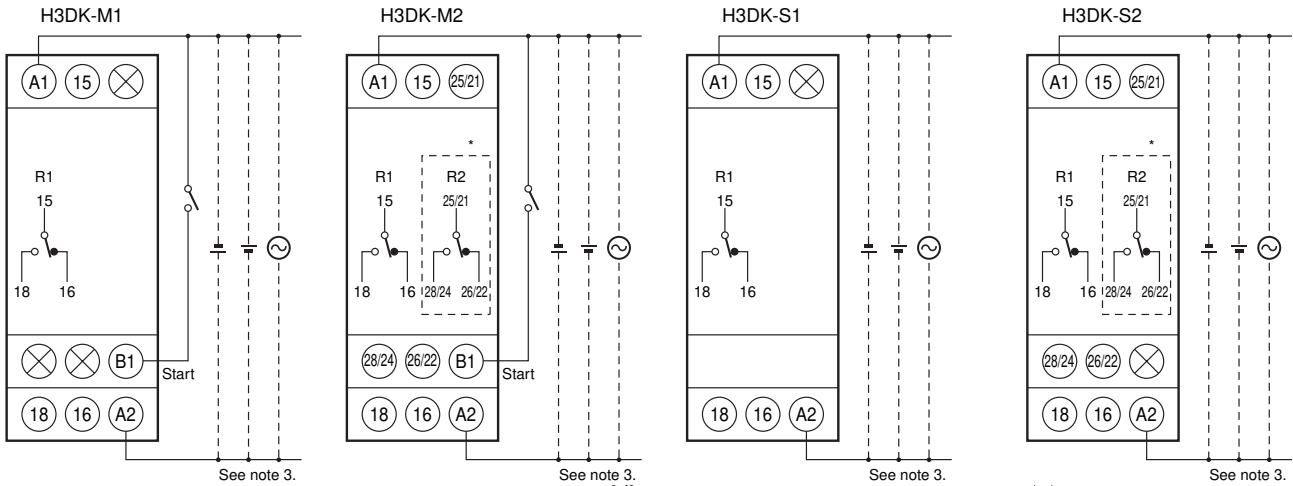 H3DK-M1
A1 15
R1
15
18 16
B1
Start
18 16 A2
See note 3.
H3DK-M2
A1 15 25/21
*
R1 R2
15 25/21
18 16 28/24 26/22
28/24 26/22 B1
Start
18 16 A2
See note 3.
H3DK-S1
A1 15
R1
15
18 16
18 16 A2
See note 3.
H3DK-S2
A1 15 25/21
*
R1 R2
15 25/21
18 16 28/24 26/22
28/24 26/22
18 16 A2
See note 3.